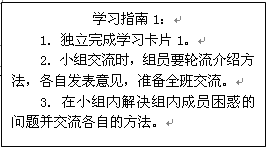 学习指南1：
1. 独立完成学习卡片1。
2. 小组交流时，组员要轮流介绍方
法，各自发表意见，准备全班交流。
3. 在小组内解决组内成员困惑的
问题并交流各自的方法。